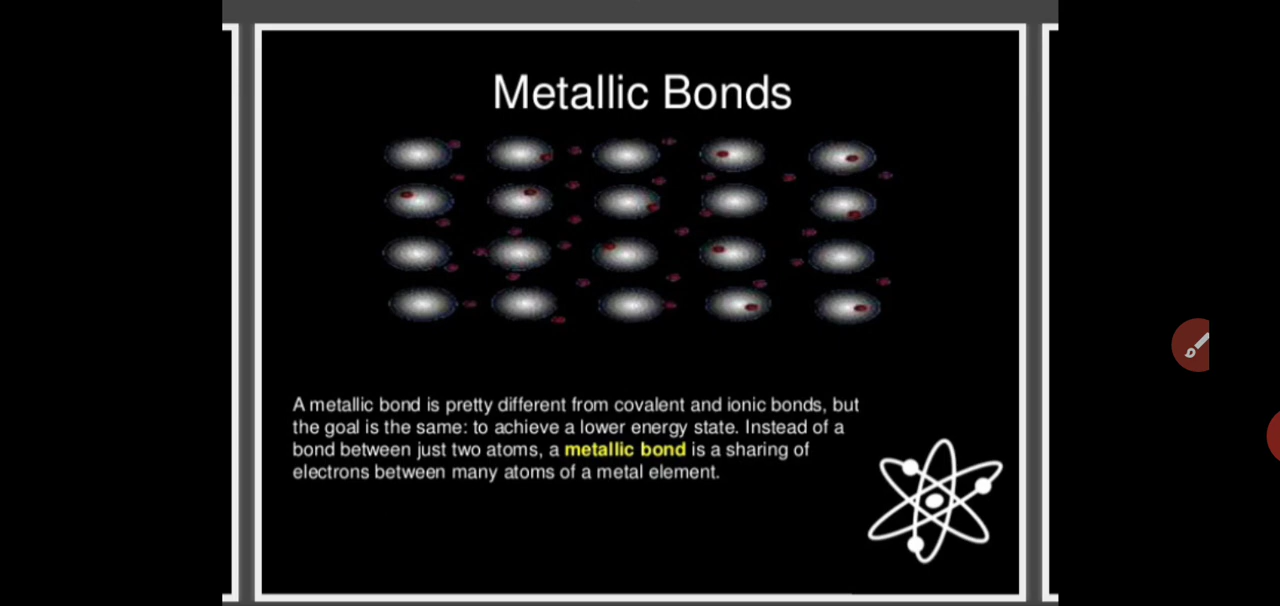 Metallic Bonds
A metallic bond is pretty different from covalent and ionic bonds, but
the goal is the same: to achieve a lower energy state. Instead of a
bond between just two atoms, a metallic bond is a sharing of
electrons between many atoms of a metal element.